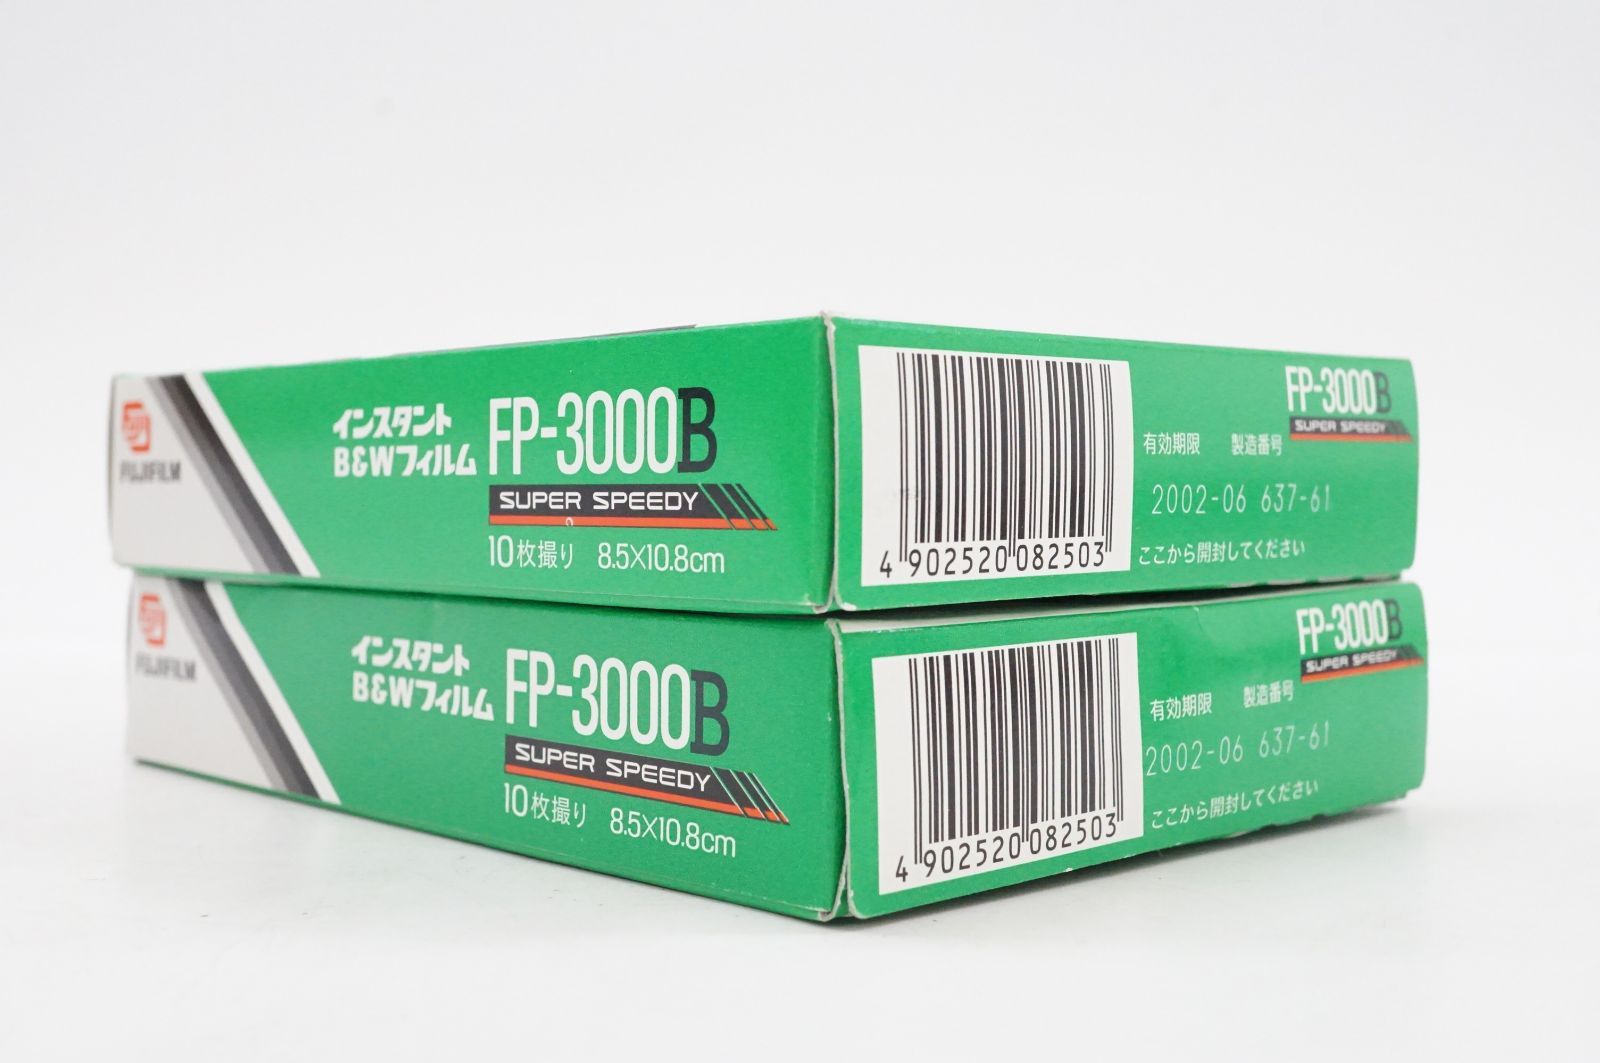 FUJIFILM
インスタント
B&Wフィルム
FP-3000B
SUPER SPEEDY
10枚撮り 8.5×10.8cm
4 902520 082503
FP-3000B
SUPER SPEEDY
有効期限 製造番号
2002-06 637-61
ここから開封してください
FUJIFILM
インスタント
B&Wフィルム
FP-3000B
SUPER SPEEDY
10枚撮り 8.5×10.8cm
4 902520 082503
FP-3000B
SUPER SPEEDY
有効期限 製造番号
2002-06 637-61
ここから開封してください